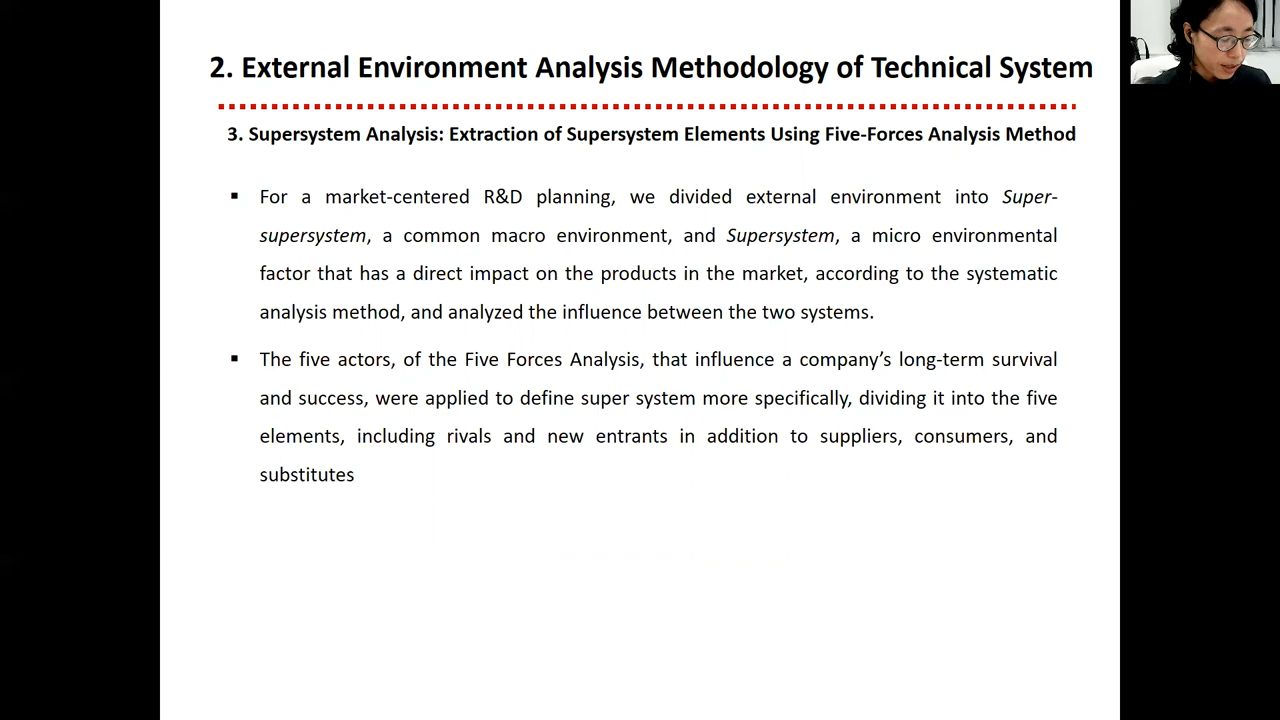 2. External Environment Analysis Methodology of Technical System
3. Supersystem Analysis: Extraction of Supersystem Elements Using Five-Forces Analysis Method
▪ For a market-centered R&D planning, we divided external environment into Super-
supersystem, a common macro environment, and Supersystem, a micro environmental
factor that has a direct impact on the products in the market, according to the systematic
analysis method, and analyzed the influence between the two systems.
▪ The five actors, of the Five Forces Analysis, that influence a company’s long-term survival
and success, were applied to define super system more specifically, dividing it into the five
elements, including rivals and new entrants in addition to suppliers, consumers, and
substitutes